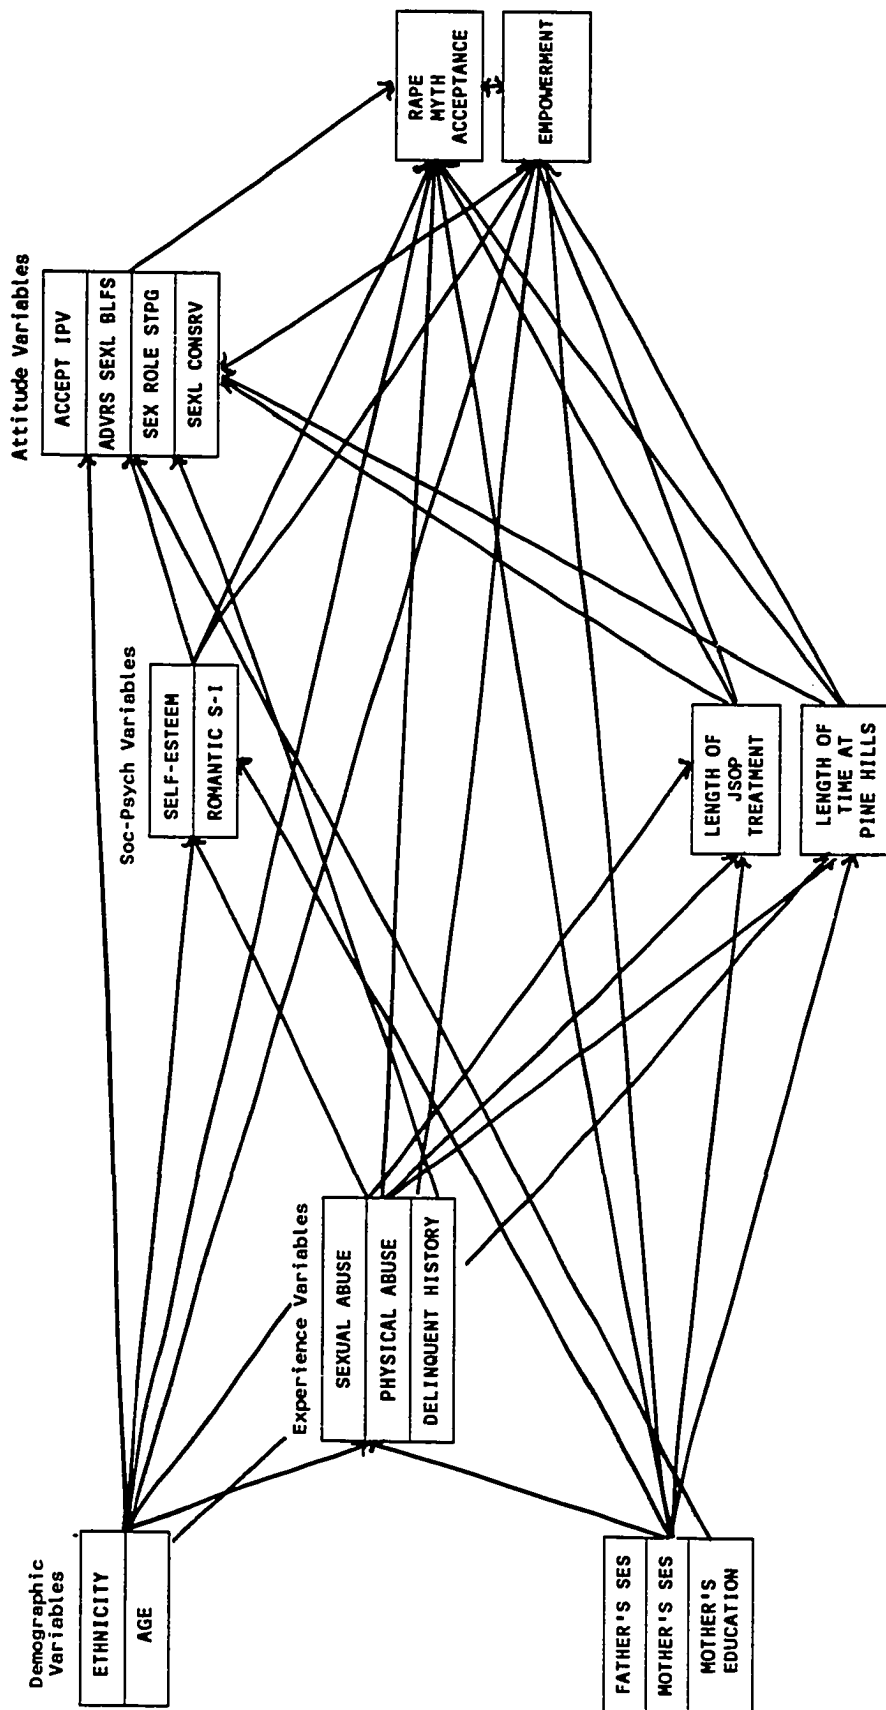 Demographic
Variables
ETHNICITY
AGE
FATHER'S SES
MOTHER'S SES
MOTHER'S
EDUCATION
Experience Variables
SEXUAL ABUSE
PHYSICAL ABUSE
DELINQUENT HISTORY
Soc-Psych Variables
SELF-ESTEEM
ROMANTIC S-I
LENGTH OF
JSOP
TREATMENT
LENGTH OF
TIME AT
PINE HILLS
Attitude Variables
ACCEPT IPV
ADVRS SEXL BLFS
SEX ROLE STPG
SEXL CONSRV
RAPE
MYTH
ACCEPTANCE
EMPOWERMENT